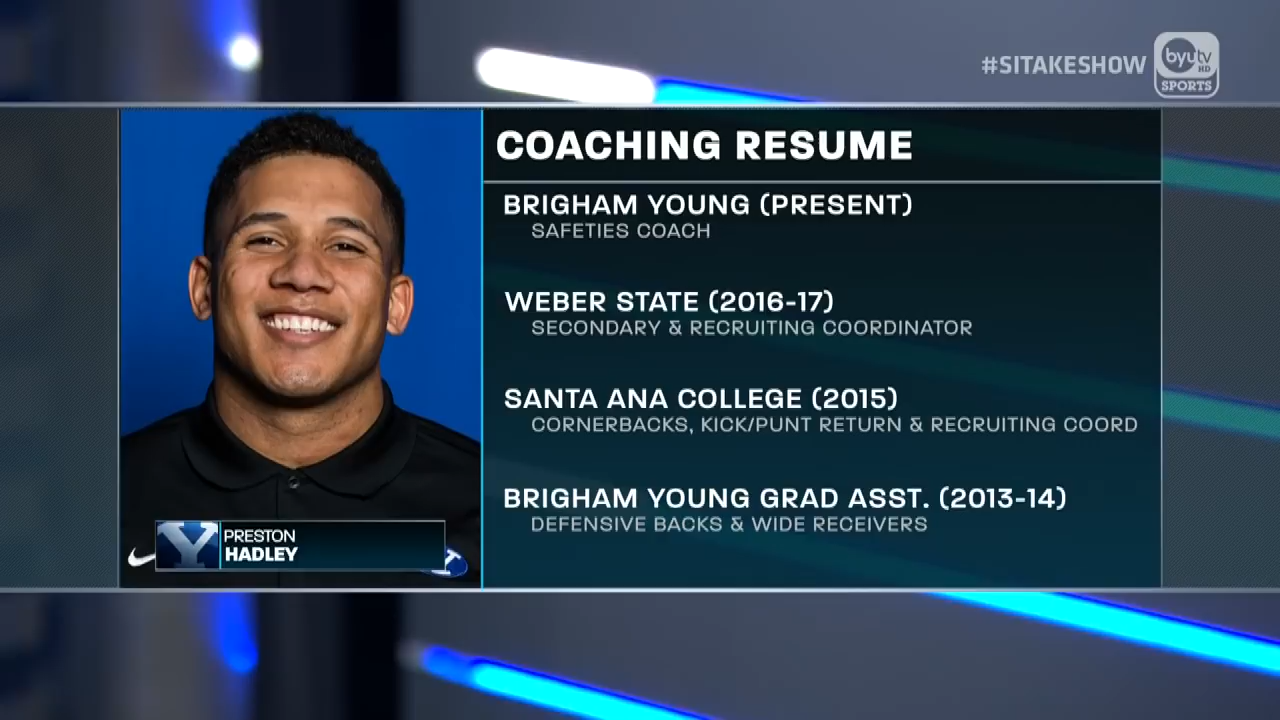 #SITAKESHOW
byutv
HD
SPORTS
COACHING RESUME
BRIGHAM YOUNG (PRESENT)
SAFETIES COACH
WEBER STATE (2016-17)
SECONDARY & RECRUITING COORDINATOR
SANTA ANA COLLEGE (2015)
CORNERBACKS, KICK/PUNT RETURN & RECRUITING COORD
BRIGHAM YOUNG GRAD ASST. (2013-14)
DEFENSIVE BACKS & WIDE RECEIVERS
Y
PRESTON
HADLEY
Y